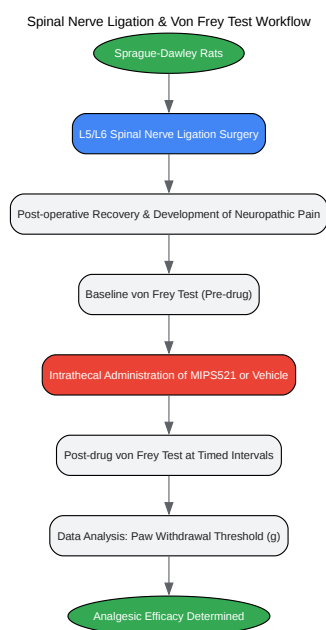 Spinal Nerve Ligation & Von Frey Test Workflow
Sprague-Dawley Rats
L5/L6 Spinal Nerve Ligation Surgery
Post-operative Recovery & Development of Neuropathic Pain
Baseline von Frey Test (Pre-drug)
Intrathecal Administration of MIPS521 or Vehicle
Post-drug von Frey Test at Timed Intervals
Data Analysis: Paw Withdrawal Threshold (g)
Analgesic Efficacy Determined